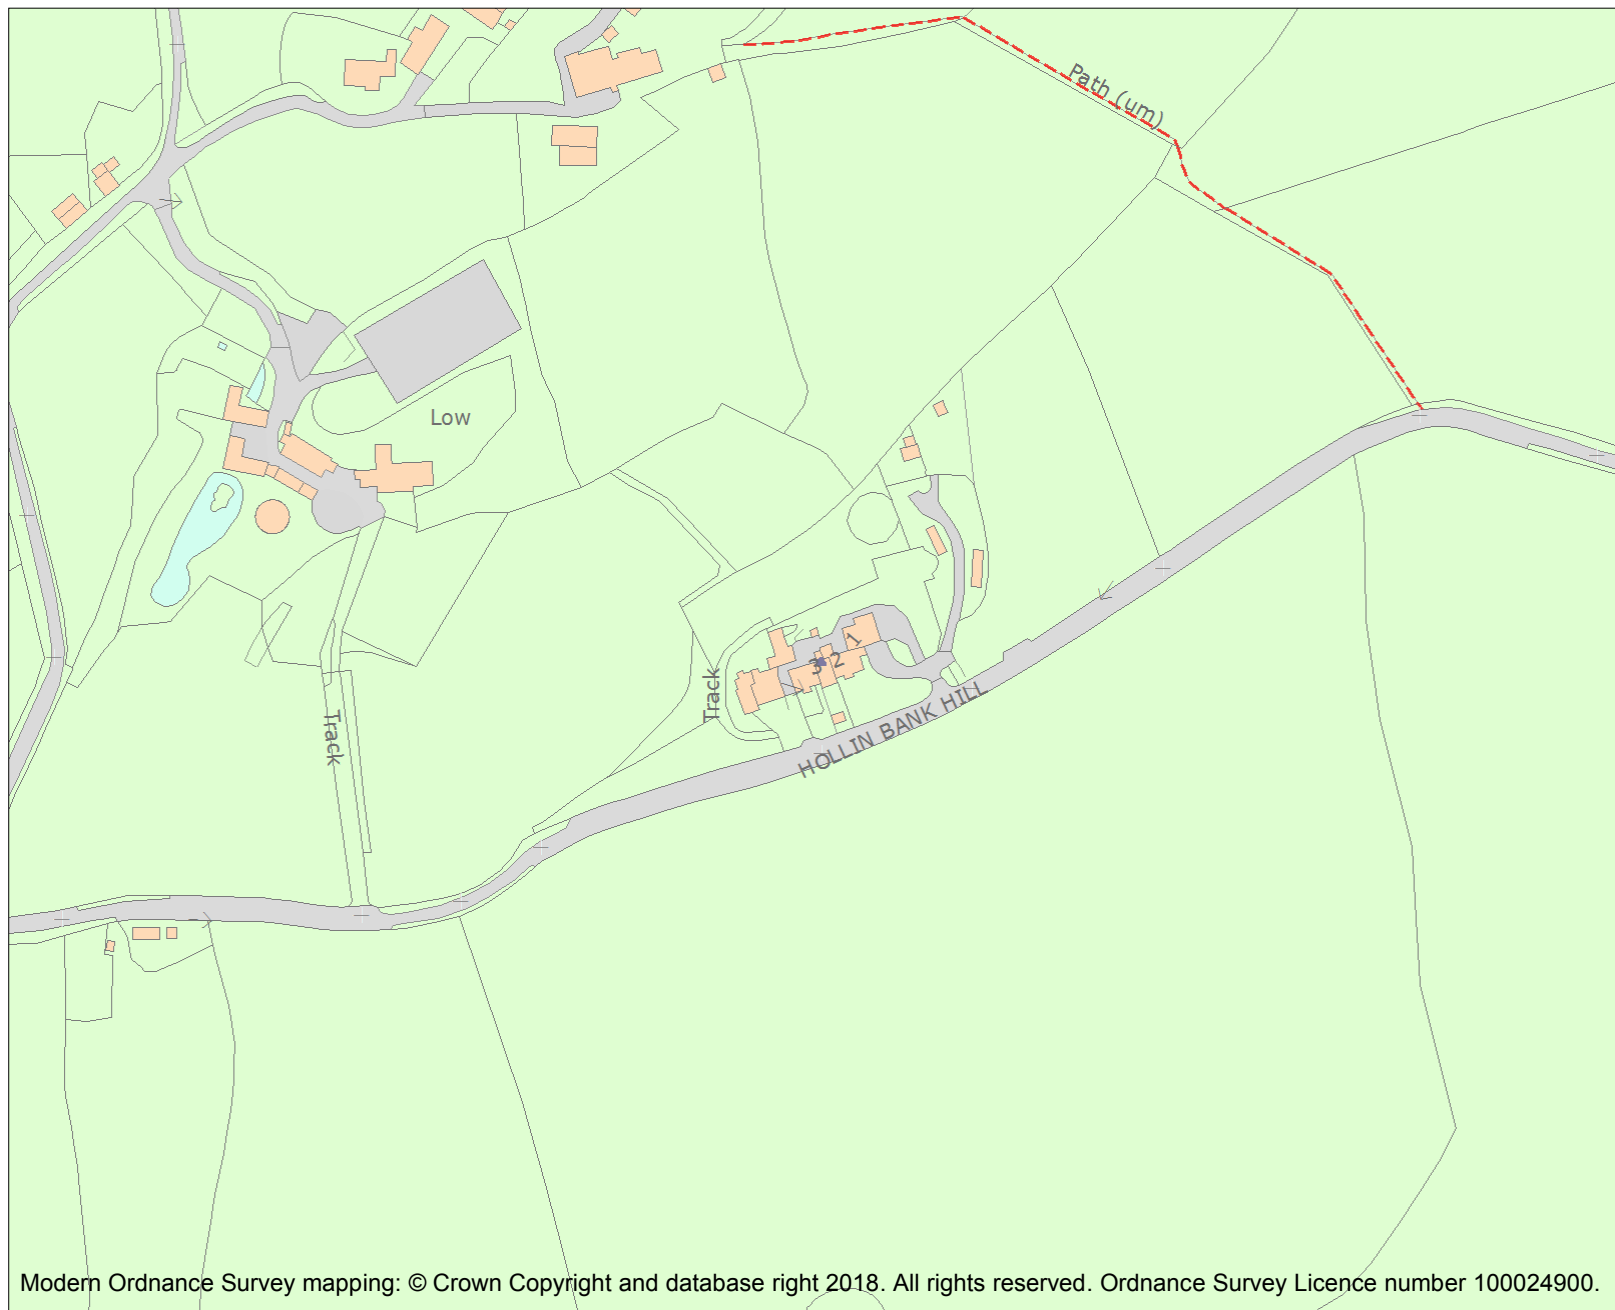 Path (um)
Low
3 2 1
Track
Track
HOLLIN BANK HILL
Modern Ordnance Survey mapping: © Crown Copyright and database right 2018. All rights reserved. Ordnance Survey Licence number 100024900.